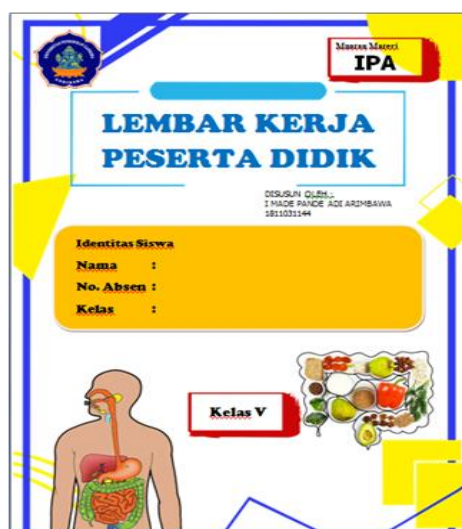 Muatan Materi
IPA
LEMBAR KERJA
PESERTA DIDIK
DISUSUN OLEH :
I MADE PANDE ADI ARIMBAWA
1811031144
Identitas Siswa
Nama :
No. Absen :
Kelas :
Kelas V